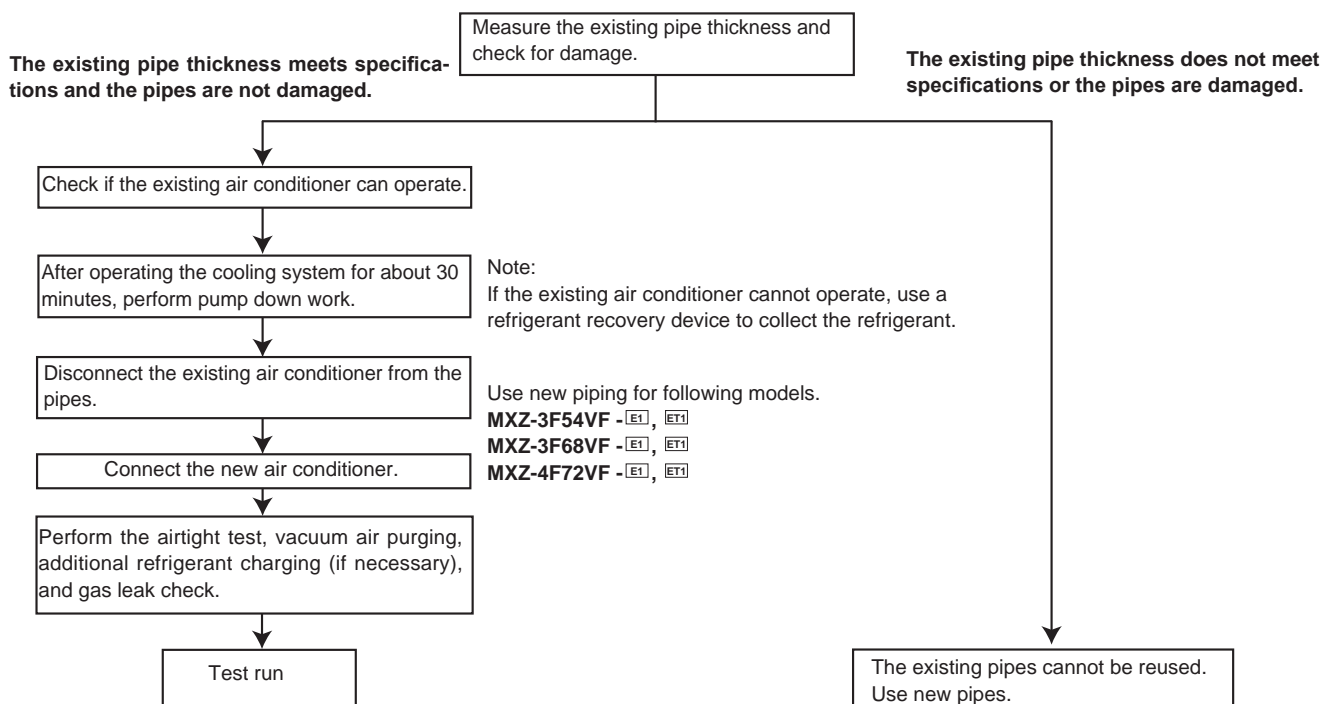 Measure the existing pipe thickness and
check for damage.
The existing pipe thickness meets specifica-
tions and the pipes are not damaged.
The existing pipe thickness does not meet
specifications or the pipes are damaged.
Check if the existing air conditioner can operate.
After operating the cooling system for about 30
minutes, perform pump down work.
Note:
If the existing air conditioner cannot operate, use a
refrigerant recovery device to collect the refrigerant.
Disconnect the existing air conditioner from the
pipes.
Use new piping for following models.
MXZ-3F54VF - E1, ET1
MXZ-3F68VF - E1, ET1
MXZ-4F72VF - E1, ET1
Connect the new air conditioner.
Perform the airtight test, vacuum air purging,
additional refrigerant charging (if necessary),
and gas leak check.
Test run
The existing pipes cannot be reused.
Use new pipes.